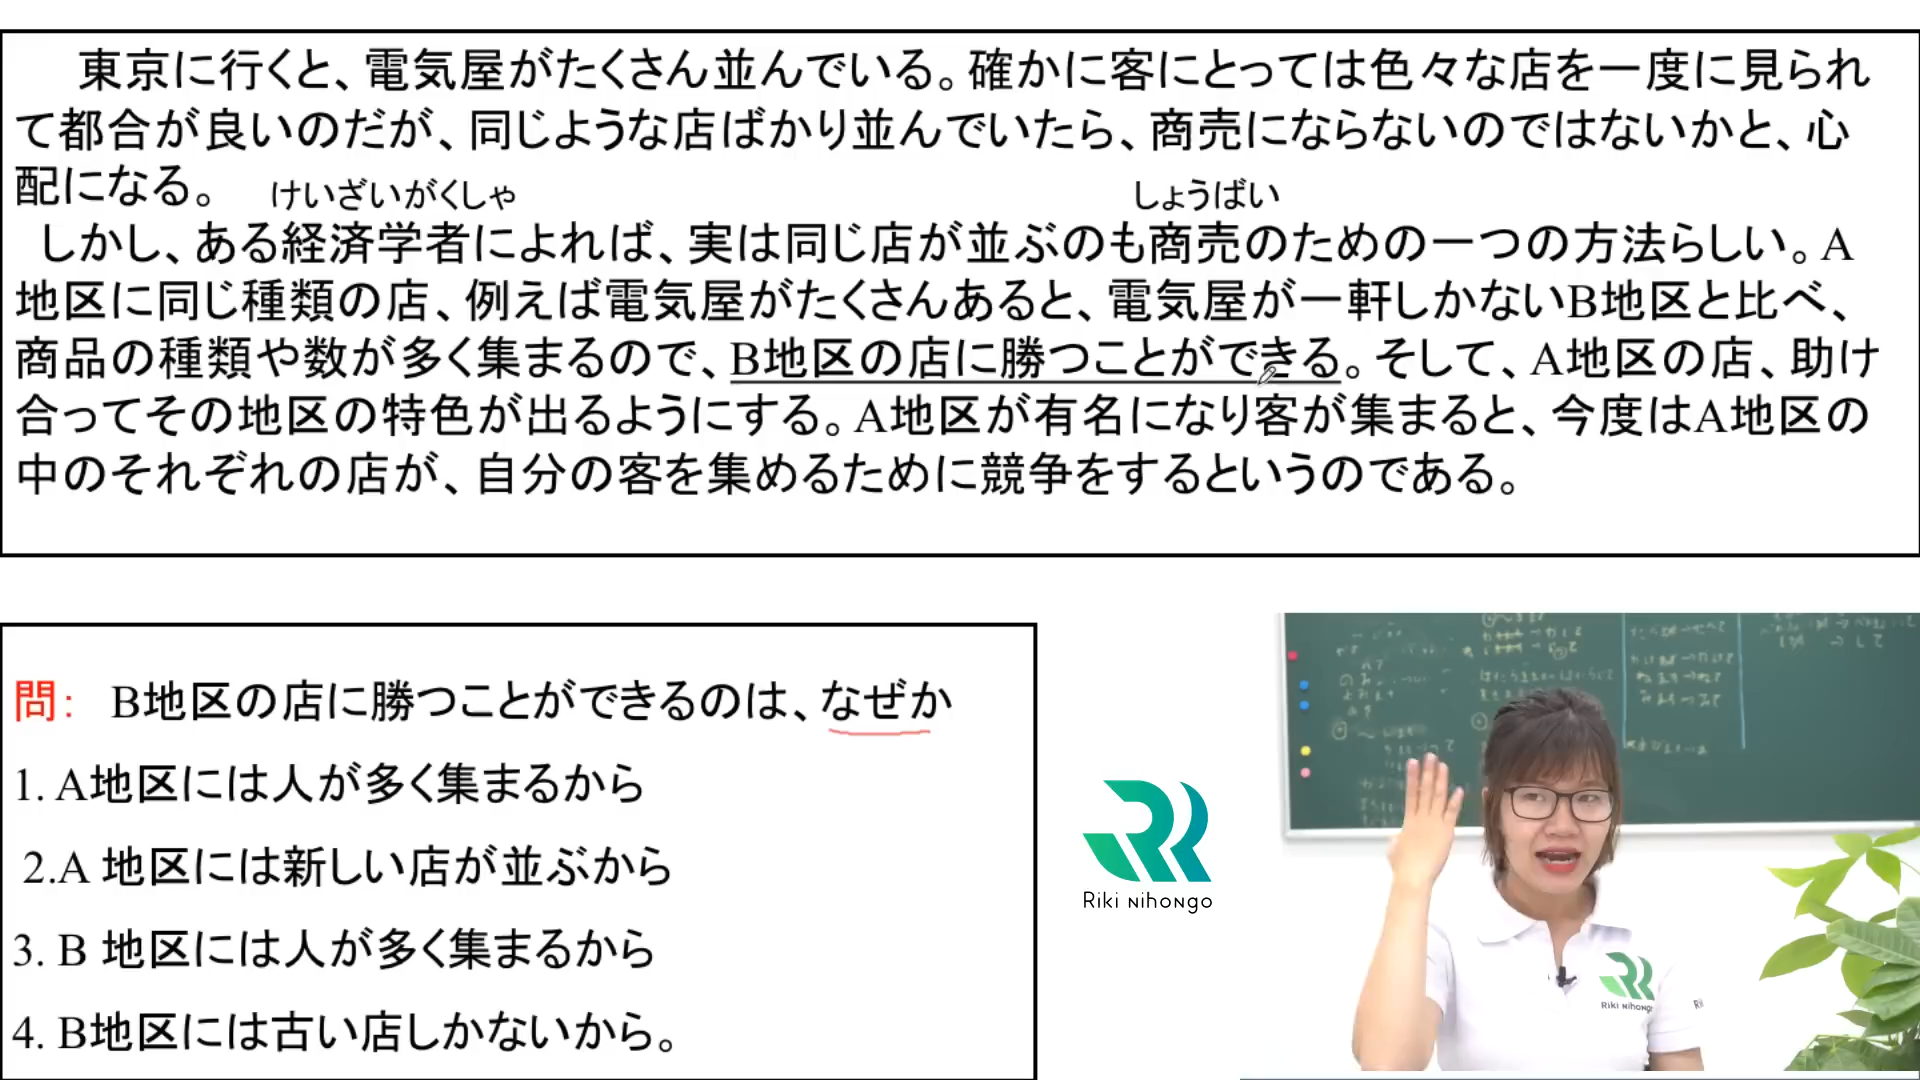 東京に行くと、電気屋がたくさん並んでいる。確かに客にとっては色々な店を一度に見られ
て都合が良いのだが、同じような店ばかり並んでいたら、商売にならないのではないかと、心
配になる。
けいざいがくしゃ しょうばい
しかし、ある経済学者によれば、実は同じ店が並ぶのも商売のための一つの方法らしい。A
地区に同じ種類の店、例えば電気屋がたくさんあると、電気屋が一軒しかないB地区と比べ、
商品の種類や数が多く集まるので、B地区の店に勝つことができる。そして、A地区の店、助け
合ってその地区の特色が出るようにする。A地区が有名になり客が集まると、今度はA地区の
中のそれぞれの店が、自分の客を集めるために競争をするというのである。
問： B地区の店に勝つことができるのは、なぜか
1. A地区には人が多く集まるから
2.A 地区には新しい店が並ぶから
3. B 地区には人が多く集まるから
4. B地区には古い店しかないから。
Riki Nihongo
Riki Nihongo